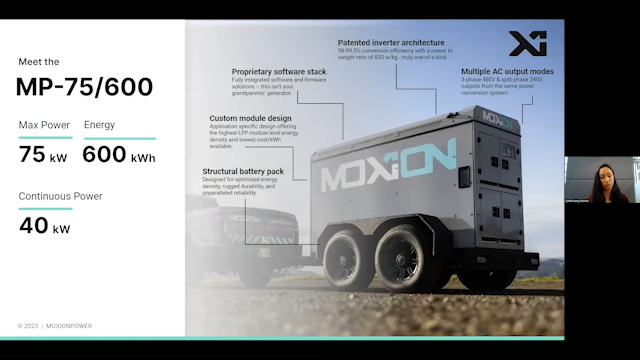 Meet the
MP-75/600
Max Power
75 kW
Energy
600 kWh
Continuous Power
40 kW
© 2023 | MOXIONPOWER
Patented inverter architecture
98-99.5% conversion efficiency with a power to
weight ratio of 833 w/kg - truly one of a kind.
Proprietary software stack
Fully integrated software and firmware
solutions – this isn't your
grandparents' generator
Multiple AC output modes
3-phase 480V & split-phase 240V
outputs from the same power
conversion system.
Custom module design
Application specific design offering
the highest LFP module level energy
density and lowest cost/kWh
available.
Structural battery pack
Designed for optimized energy
density, rugged durability, and
unparalleled reliability.
MOXION
MOXION